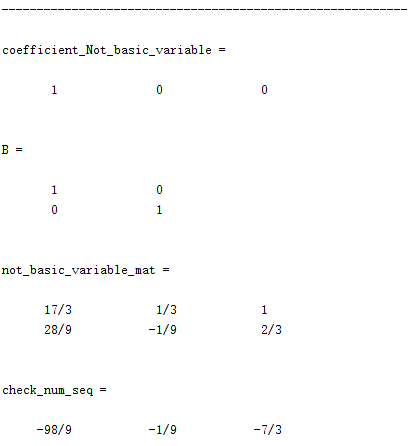 ----------------------------------------------------------
coefficient_Not_basic_variable =
1 0 0
B =
1 0
0 1
not_basic_variable_mat =
17/3 1/3 1
28/9 -1/9 2/3
check_num_seq =
-98/9 -1/9 -7/3